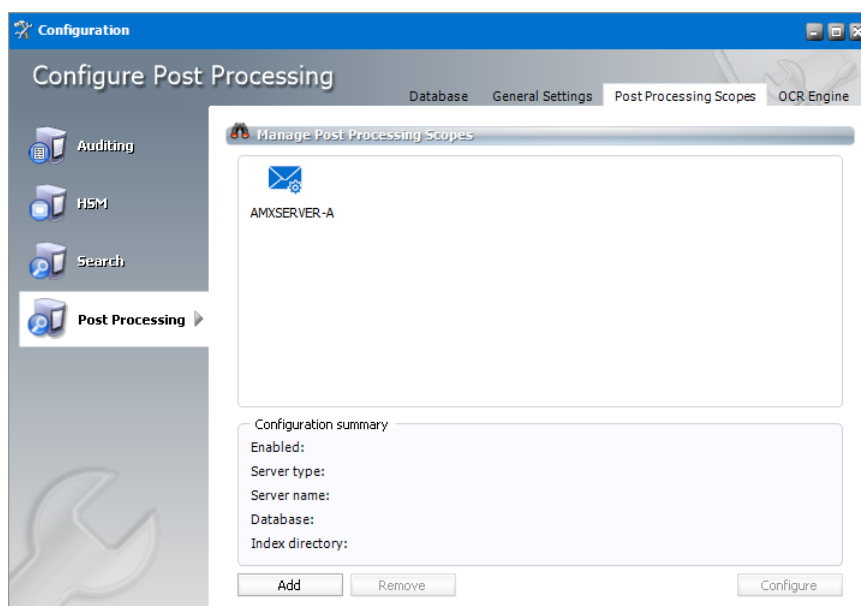 Configuration
Configure Post Processing
Database General Settings Post Processing Scopes OCR Engine
Auditing
HSM
Search
Post Processing
Manage Post Processing Scopes
AMXSERVER-A
Configuration summary
Enabled:
Server type:
Server name:
Database:
Index directory:
Add Remove Configure